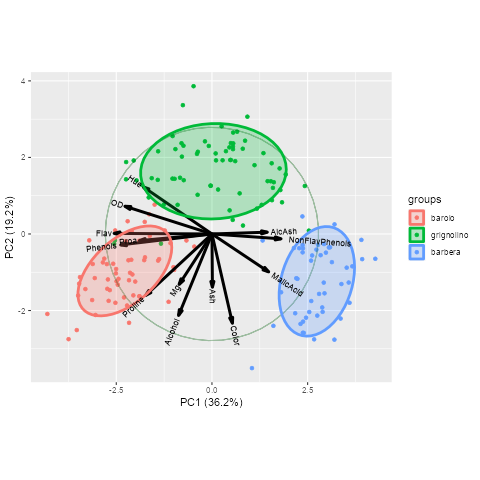 4
2
0
-2
-2.5
0.0
2.5
PC1 (36.2%)
PC2 (19.2%)
Hue
OD
Flav
Phenols
Proa
Proline
Mg
Alcohol
Ash
Color
AlcAsh
NonFlavPhenols
MalicAcid
groups
barolo
grignolino
barbera